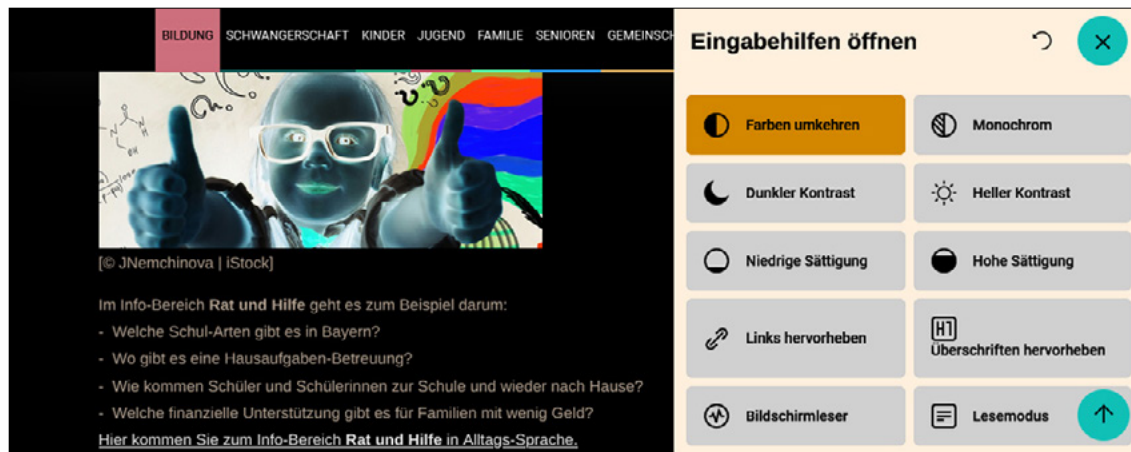 BILDUNG SCHWANGERSCHAFT KINDER JUGEND FAMILIE SENIOREN GEMEINSCH
[© JNemchinova | iStock]
Im Info-Bereich Rat und Hilfe geht es zum Beispiel darum:
- Welche Schul-Arten gibt es in Bayern?
- Wo gibt es eine Hausaufgaben-Betreuung?
- Wie kommen Schüler und Schülerinnen zur Schule und wieder nach Hause?
- Welche finanzielle Unterstützung gibt es für Familien mit wenig Geld?
Hier kommen Sie zum Info-Bereich Rat und Hilfe in Alltags-Sprache.
Eingabehilfen öffnen
Farben umkehren
Monochrom
Dunkler Kontrast
Heller Kontrast
Niedrige Sättigung
Hohe Sättigung
Links hervorheben
H1
Überschriften hervorheben
Bildschirmleser
Lesemodus